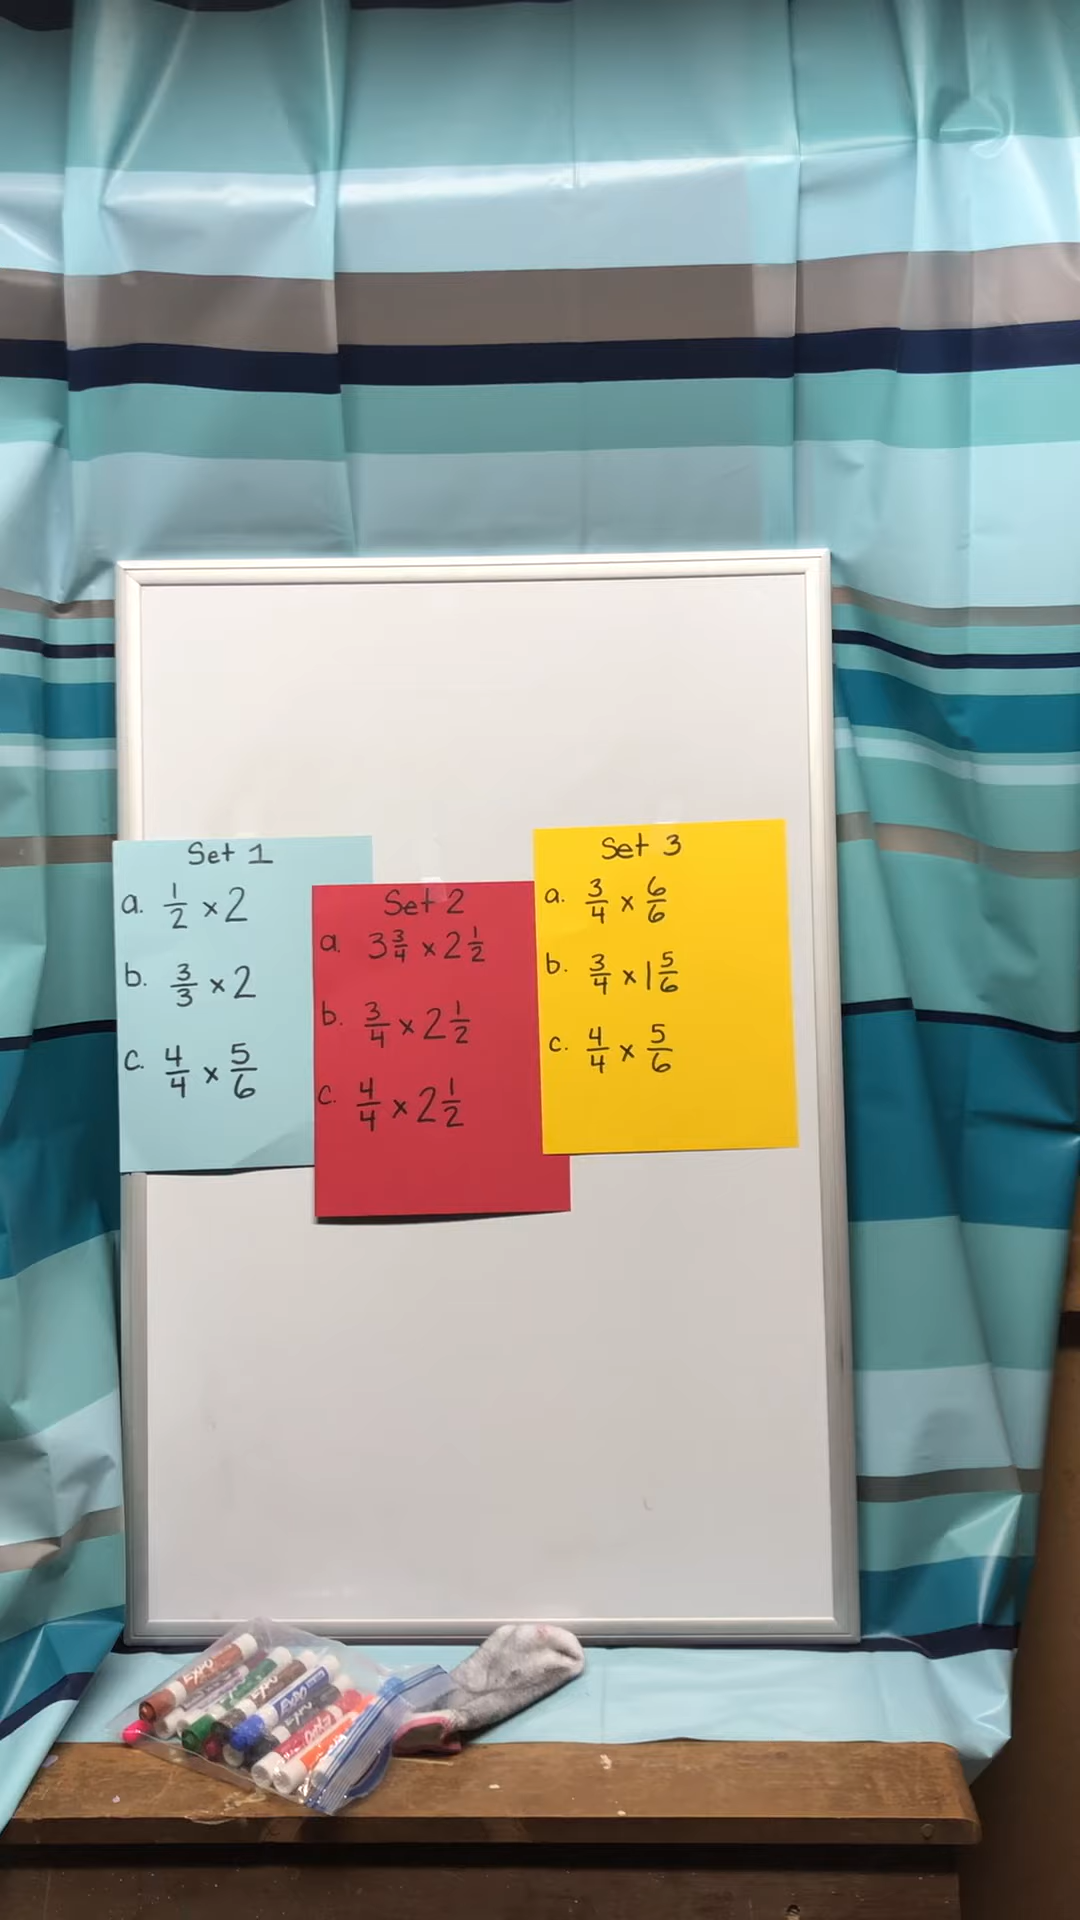 Set 1
a. 1/2 × 2
b. 3/3 × 2
c. 4/4 × 5/6
Set 2
a. 3 3/4 × 2 1/2
b. 3/4 × 2 1/2
c. 4/4 × 2 1/2
Set 3
a. 3/4 × 6/6
b. 3/4 × 1 5/6
c. 4/4 × 5/6
EXPO